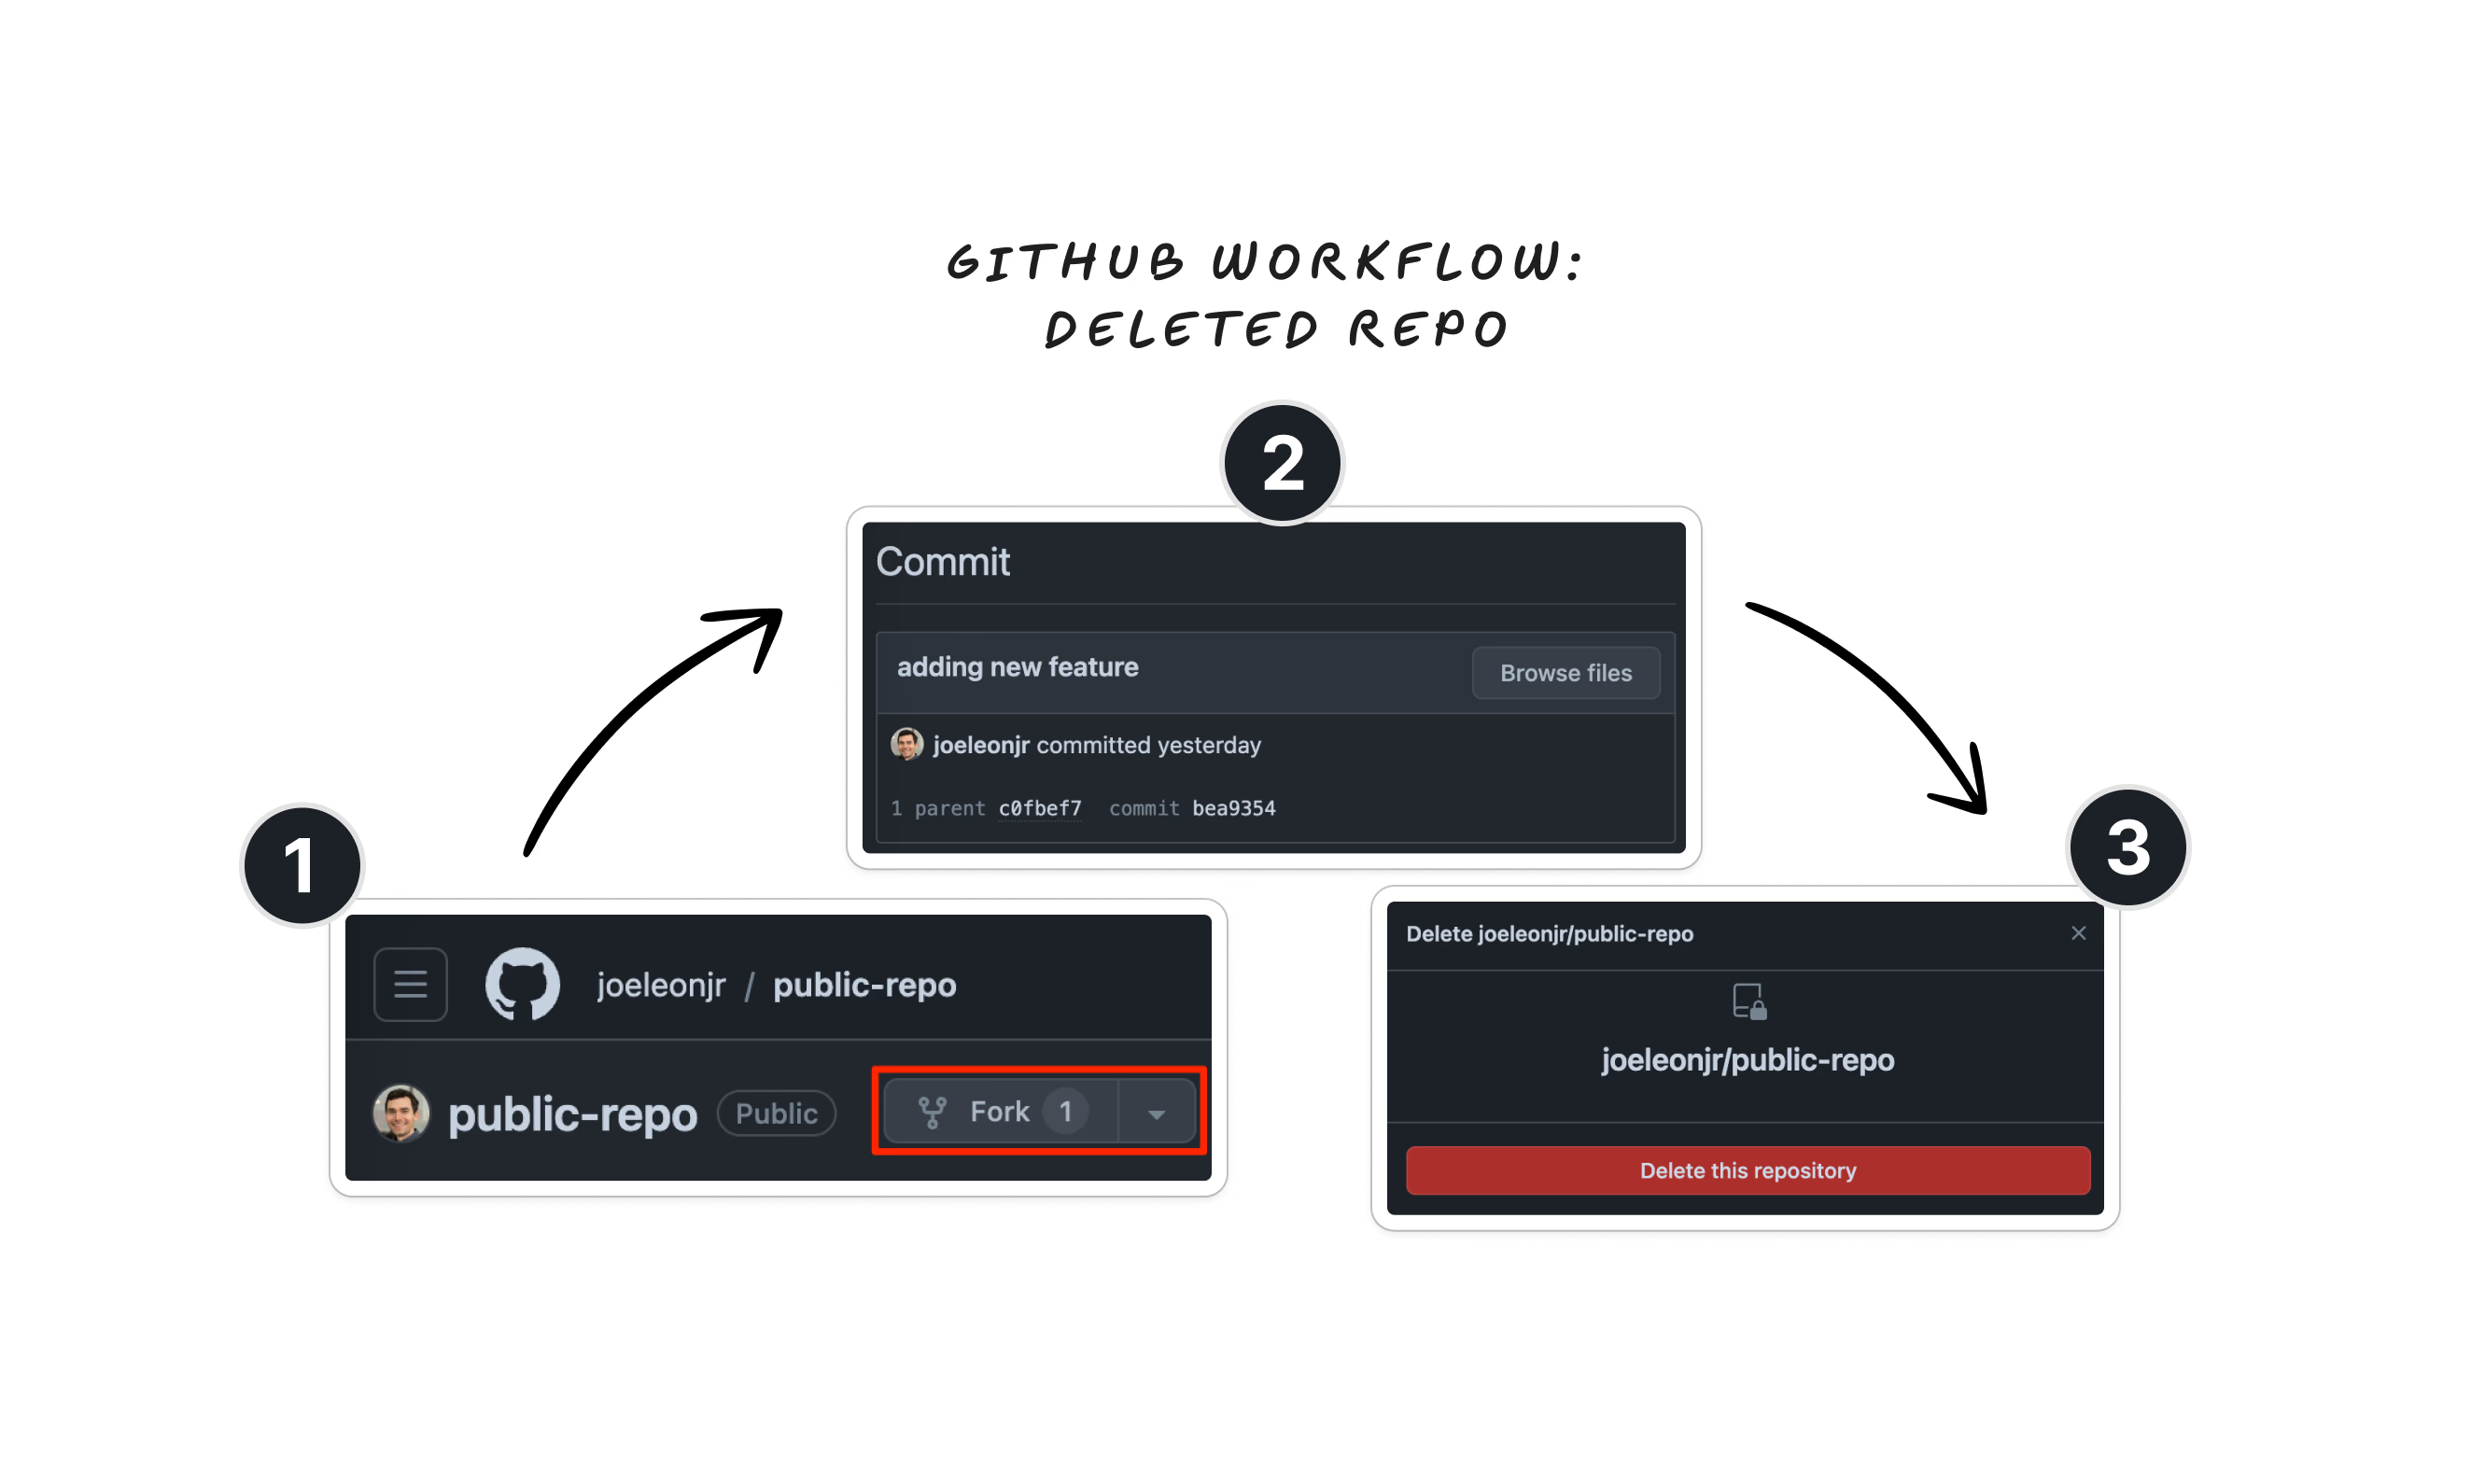 GITHUB WORKFLOW:
DELETED REPO
1
joeleonjr / public-repo
public-repo Public Fork 1
2
Commit
adding new feature Browse files
joeleonjr committed yesterday
1 parent c0fbef7 commit bea9354
3
Delete joeleonjr/public-repo
joeleonjr/public-repo
Delete this repository